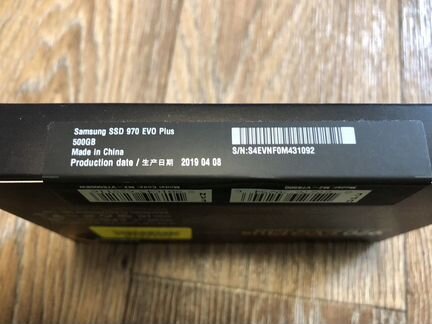 Samsung SSD 970 EVO Plus
500GB
Made in China
Production date / 生产日期 2019 04 08
S/N:S4EVNF0M431092